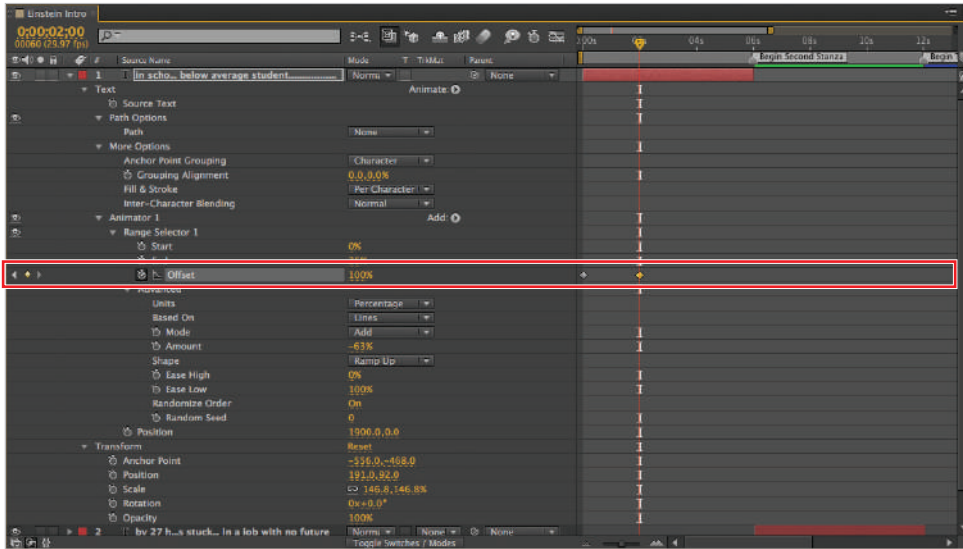 Einstein Intro
0;00;02;00
00060 (29.97 fps)
04s 06s 08s 10s 12s
Source Name Mode T TrkMat Parent
Begin Second Stanza Begin
1 in scho... below average student Norma None
Text Animate:
Source Text
Path Options
Path None
More Options
Anchor Point Grouping Character
Grouping Alignment 0.0,0.0%
Fill & Stroke Per Character
Inter-Character Blending Normal
Animator 1 Add:
Range Selector 1
Start 0%
Offset 100%
Advanced
Units Percentage
Based On Lines
Mode Add
Amount -63%
Shape Ramp Up
Ease High 0%
Ease Low 100%
Randomize Order On
Random Seed 0
Position 1900.0,0.0
Transform Reset
Anchor Point -556.0,-468.0
Position 191.0,92.0
Scale 146.8,146.8%
Rotation 0x+0.0°
Opacity 100%
2 by 27 h...s stuck... in a job with no future Norma None None
Toggle Switches / Modes